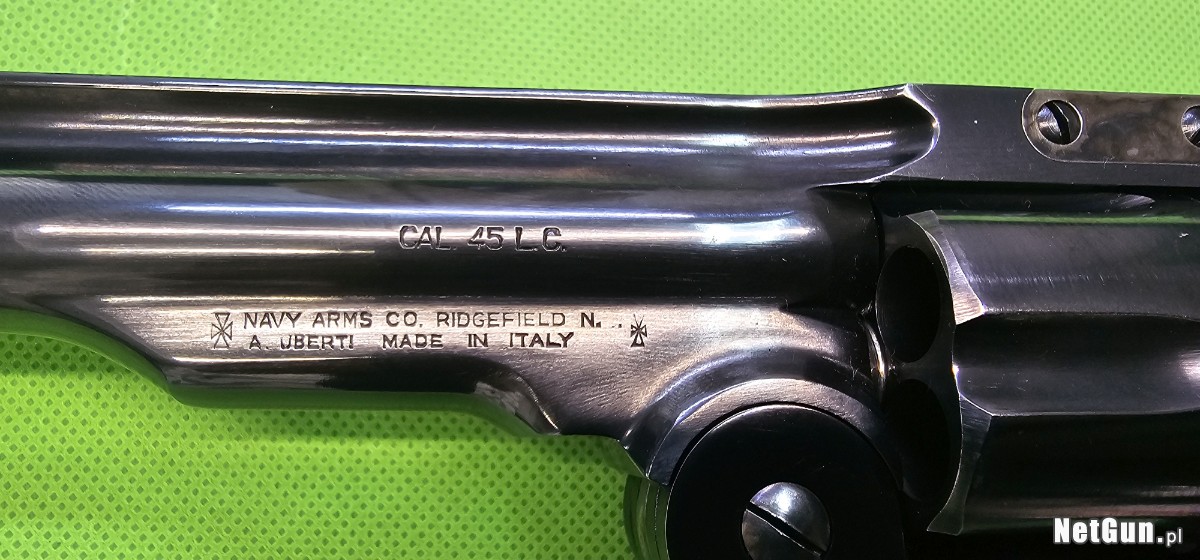 CAL. 45 L.C.
NAVY ARMS CO. RIDGEFIELD N. .
A. UBERTI MADE IN ITALY
NetGun.pl